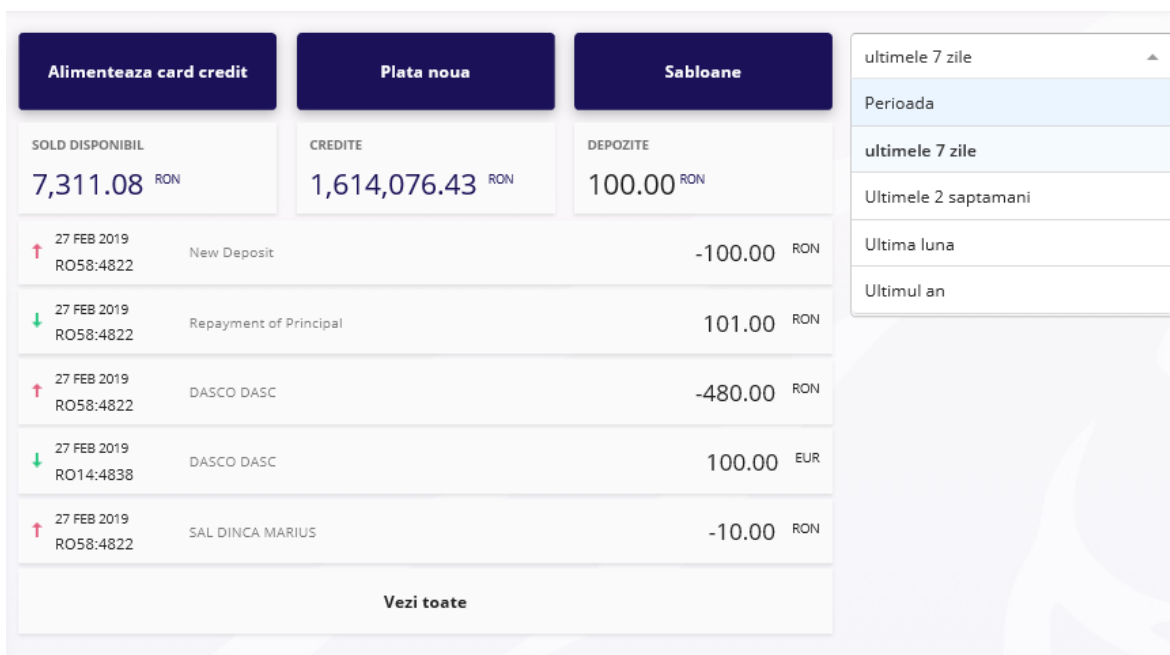 Alimenteaza card credit
Plata noua
Sabloane
SOLD DISPONIBIL
7,311.08 RON
CREDITE
1,614,076.43 RON
DEPOZITE
100.00 RON
27 FEB 2019
RO58:4822
New Deposit
-100.00 RON
27 FEB 2019
RO58:4822
Repayment of Principal
101.00 RON
27 FEB 2019
RO58:4822
DASCO DASC
-480.00 RON
27 FEB 2019
RO14:4838
DASCO DASC
100.00 EUR
27 FEB 2019
RO58:4822
SAL DINCA MARIUS
-10.00 RON
Vezi toate
ultimele 7 zile
Perioada
ultimele 7 zile
Ultimele 2 saptamani
Ultima luna
Ultimul an